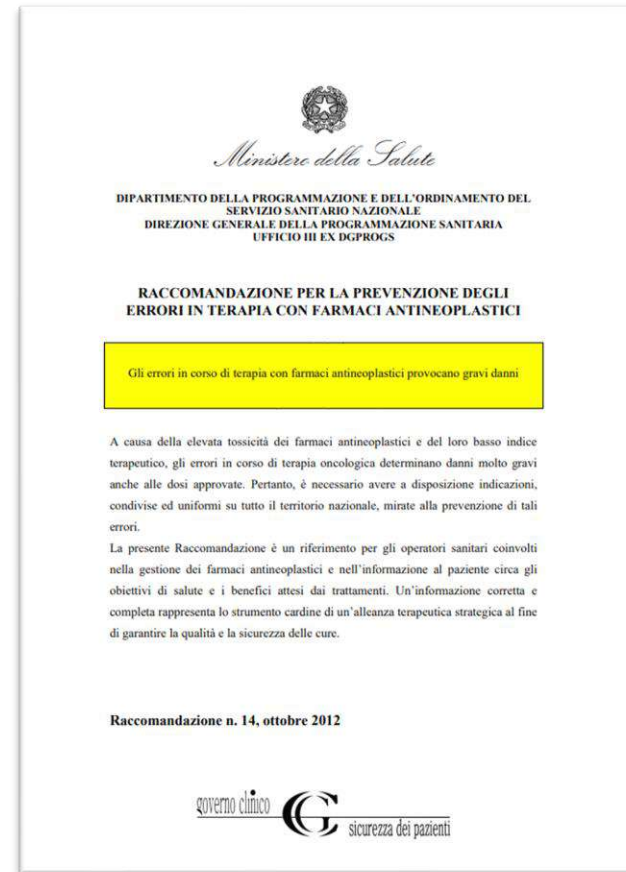 Ministero della Salute
DIPARTIMENTO DELLA PROGRAMMAZIONE E DELL'ORDINAMENTO DEL
SERVIZIO SANITARIO NAZIONALE
DIREZIONE GENERALE DELLA PROGRAMMAZIONE SANITARIA
UFFICIO III EX DGPROGS
RACCOMANDAZIONE PER LA PREVENZIONE DEGLI
ERRORI IN TERAPIA CON FARMACI ANTINEOPLASTICI
Gli errori in corso di terapia con farmaci antineoplastici provocano gravi danni
A causa della elevata tossicità dei farmaci antineoplastici e del loro basso indice
terapeutico, gli errori in corso di terapia oncologica determinano danni molto gravi
anche alle dosi approvate. Pertanto, è necessario avere a disposizione indicazioni,
condivise ed uniformi su tutto il territorio nazionale, mirate alla prevenzione di tali
errori.
La presente Raccomandazione è un riferimento per gli operatori sanitari coinvolti
nella gestione dei farmaci antineoplastici e nell'informazione al paziente circa gli
obiettivi di salute e i benefici attesi dai trattamenti. Un'informazione corretta e
completa rappresenta lo strumento cardine di un'alleanza terapeutica strategica al fine
di garantire la qualità e la sicurezza delle cure.
Raccomandazione n. 14, ottobre 2012
governo clinico
CG
sicurezza dei pazienti